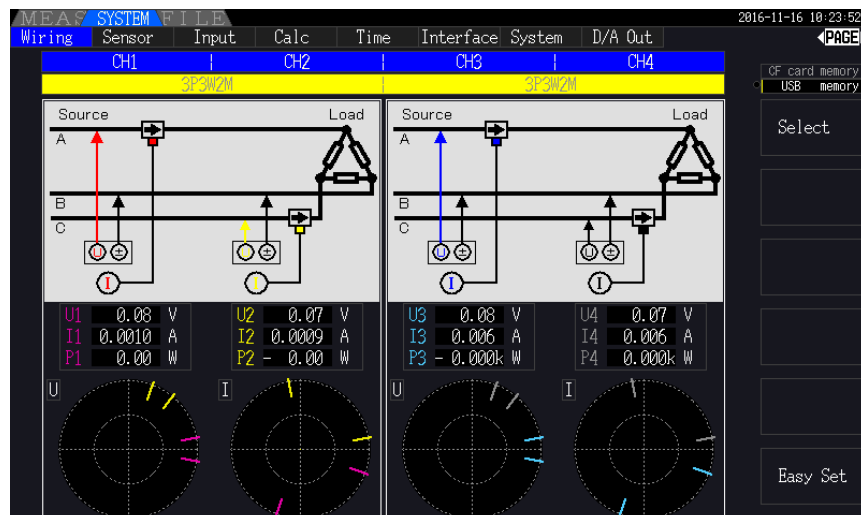 MEAS SYSTEM FILE 2016-11-16 10:23:52
Wiring Sensor Input Calc Time Interface System D/A Out PAGE
CH1 CH2 CH3 CH4
3P3W2M 3P3W2M
CF card memory
USB memory
Source Load Source Load
A A
Select
B B
C C
U ± U ± U ± U ±
I I I I
U1 0.08 V U2 0.07 V U3 0.08 V U4 0.07 V
I1 0.0010 A I2 0.0009 A I3 0.006 A I4 0.006 A
P1 0.00 W P2 - 0.00 W P3 - 0.000k W P4 0.000k W
U I U I
Easy Set